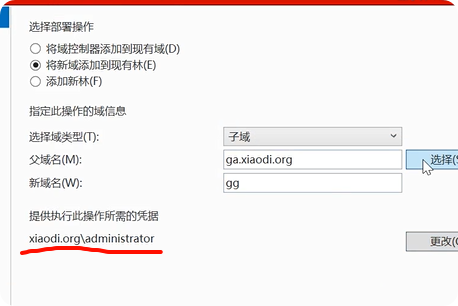 选择部署操作
将域控制器添加到现有域(D)
将新域添加到现有林(E)
添加新林(F)
指定此操作的域信息
选择域类型(T): 子域
父域名(M): ga.xiaodi.org 选择(
新域名(W): gg
提供执行此操作所需的凭据
xiaodi.org\administrator 更改(